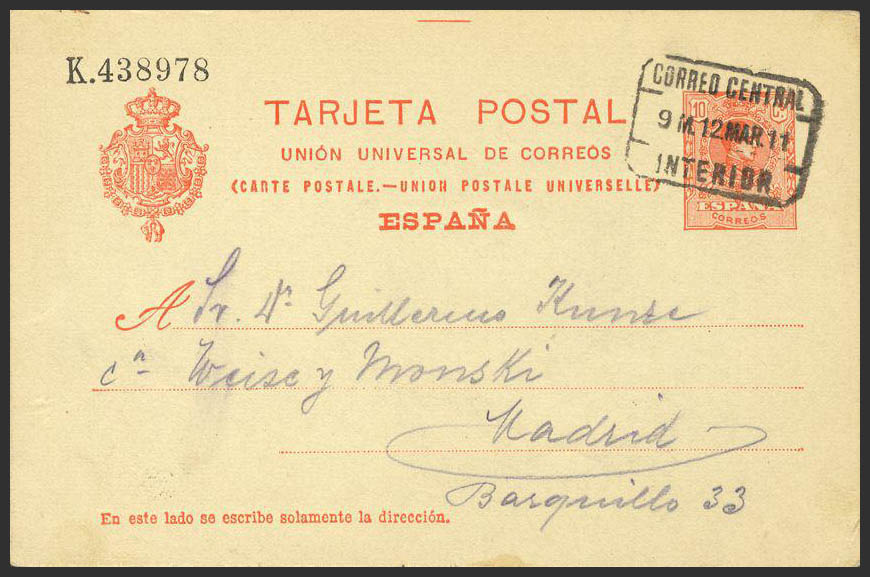 K.438978
CORREO CENTRAL
9 M. 12 MAR. 11
INTERIOR
10 C.
TARJETA POSTAL
UNIÓN UNIVERSAL DE CORREOS
(CARTE POSTALE.—UNION POSTALE UNIVERSELLE)
ESPAÑA
ESPAÑA
CORREOS
A Sr. Dn. Guillermo Kunze
cn Weise y Monski
Madrid
Barquillo 33
En este lado se escribe solamente la dirección.